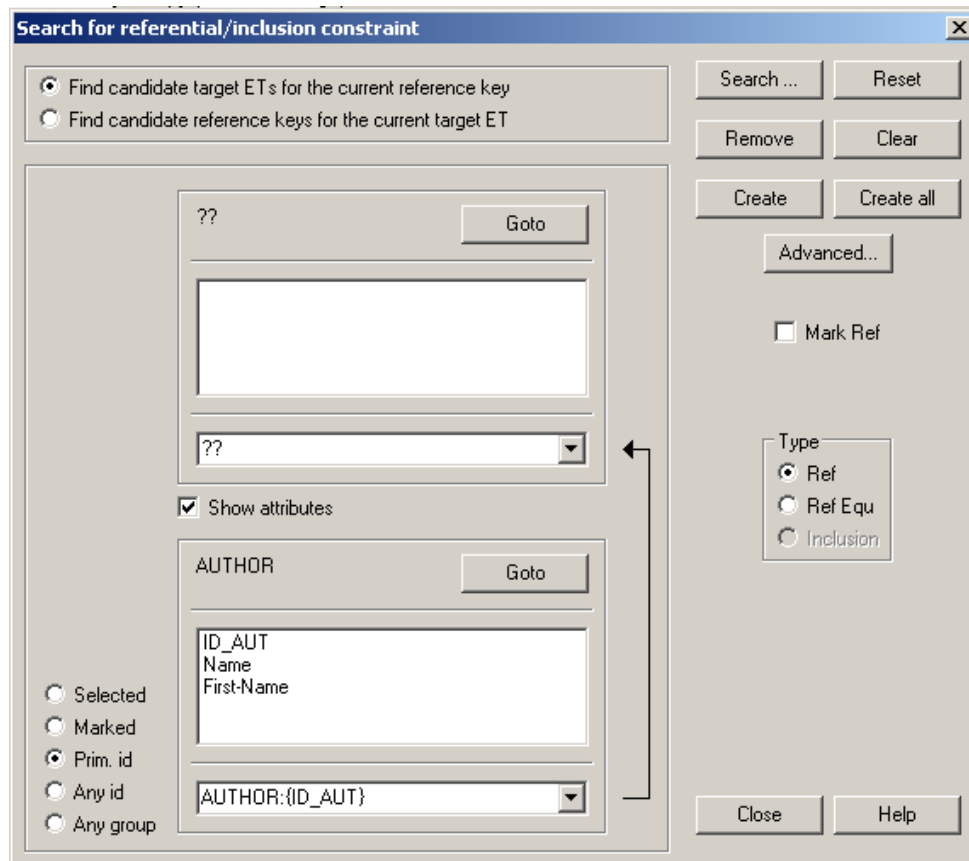 Search for referential/inclusion constraint
Find candidate target ETs for the current reference key
Find candidate reference keys for the current target ET
Search ...
Reset
Remove
Clear
Create
Create all
Advanced...
Mark Ref
??
Goto
??
Show attributes
Type
Ref
Ref Equ
Inclusion
AUTHOR
Goto
ID_AUT
Name
First-Name
Selected
Marked
Prim. id
Any id
Any group
AUTHOR:{ID_AUT}
Close
Help